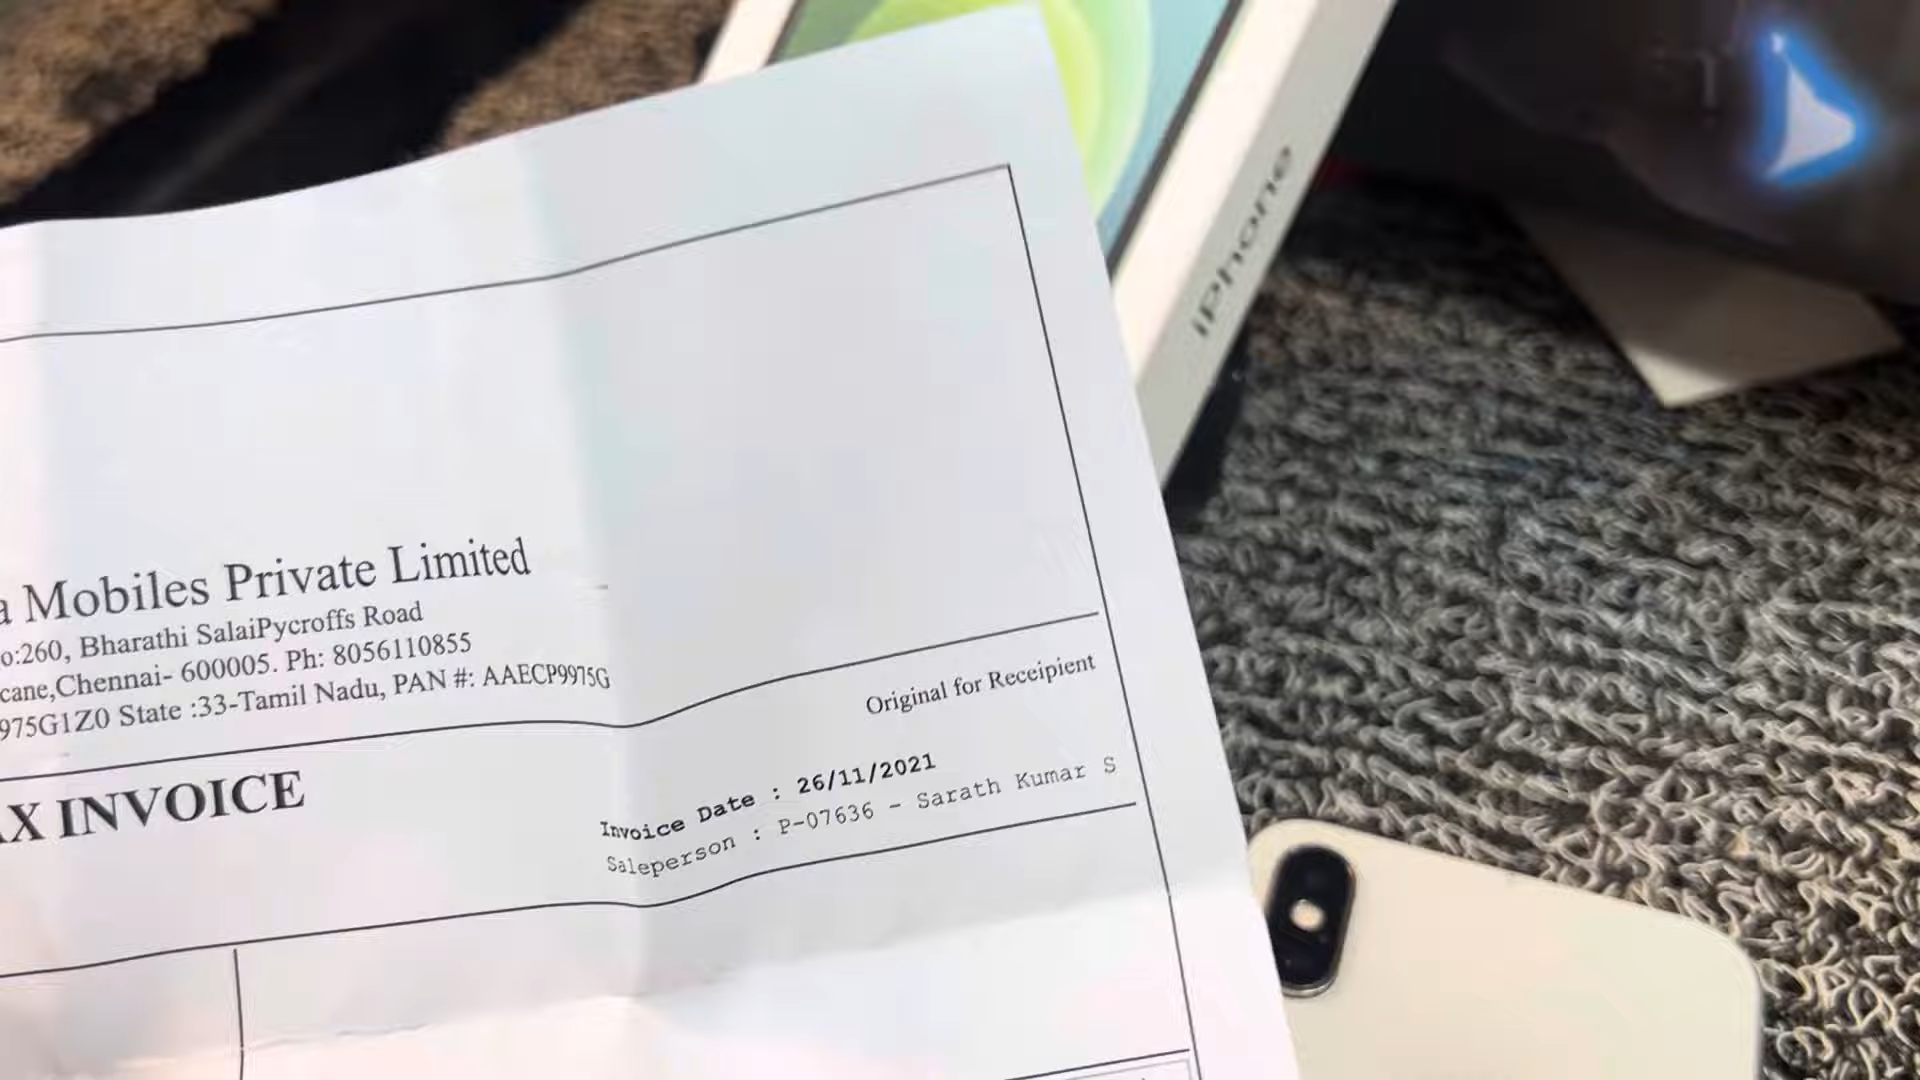 iPhone
a Mobiles Private Limited
o:260, Bharathi SalaiPycroffs Road
cane,Chennai- 600005. Ph: 8056110855
975G1Z0 State :33-Tamil Nadu, PAN #: AAECP9975G
Original for Receipient
AX INVOICE
Invoice Date : 26/11/2021
Saleperson : P-07636 - Sarath Kumar S